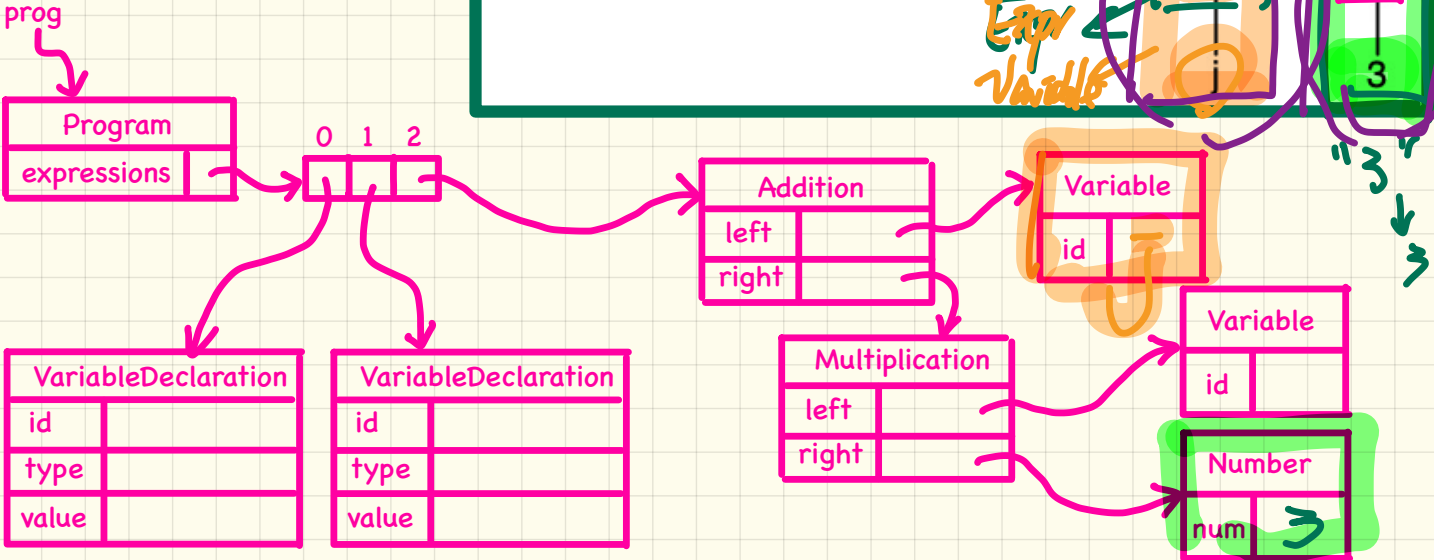 prog
Expr
Variable
i
3
Program
expressions
0 1 2
Addition
left
right
Variable
id
"3"
3
VariableDeclaration
id
type
value
VariableDeclaration
id
type
value
Multiplication
left
right
Variable
id
Number
num 3